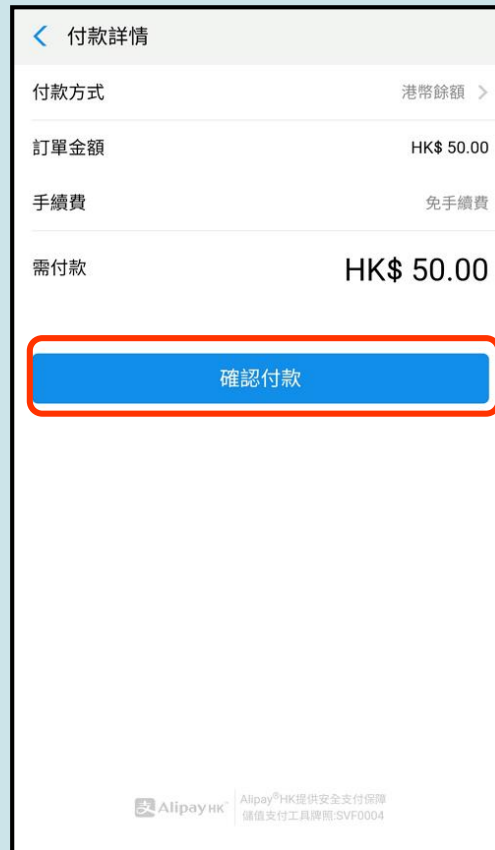 付款詳情
付款方式 港幣餘額 >
訂單金額 HK$ 50.00
手續費 免手續費
需付款 HK$ 50.00
確認付款
支 AlipayHK™ Alipay®HK提供安全支付保障
儲值支付工具牌照:SVF0004